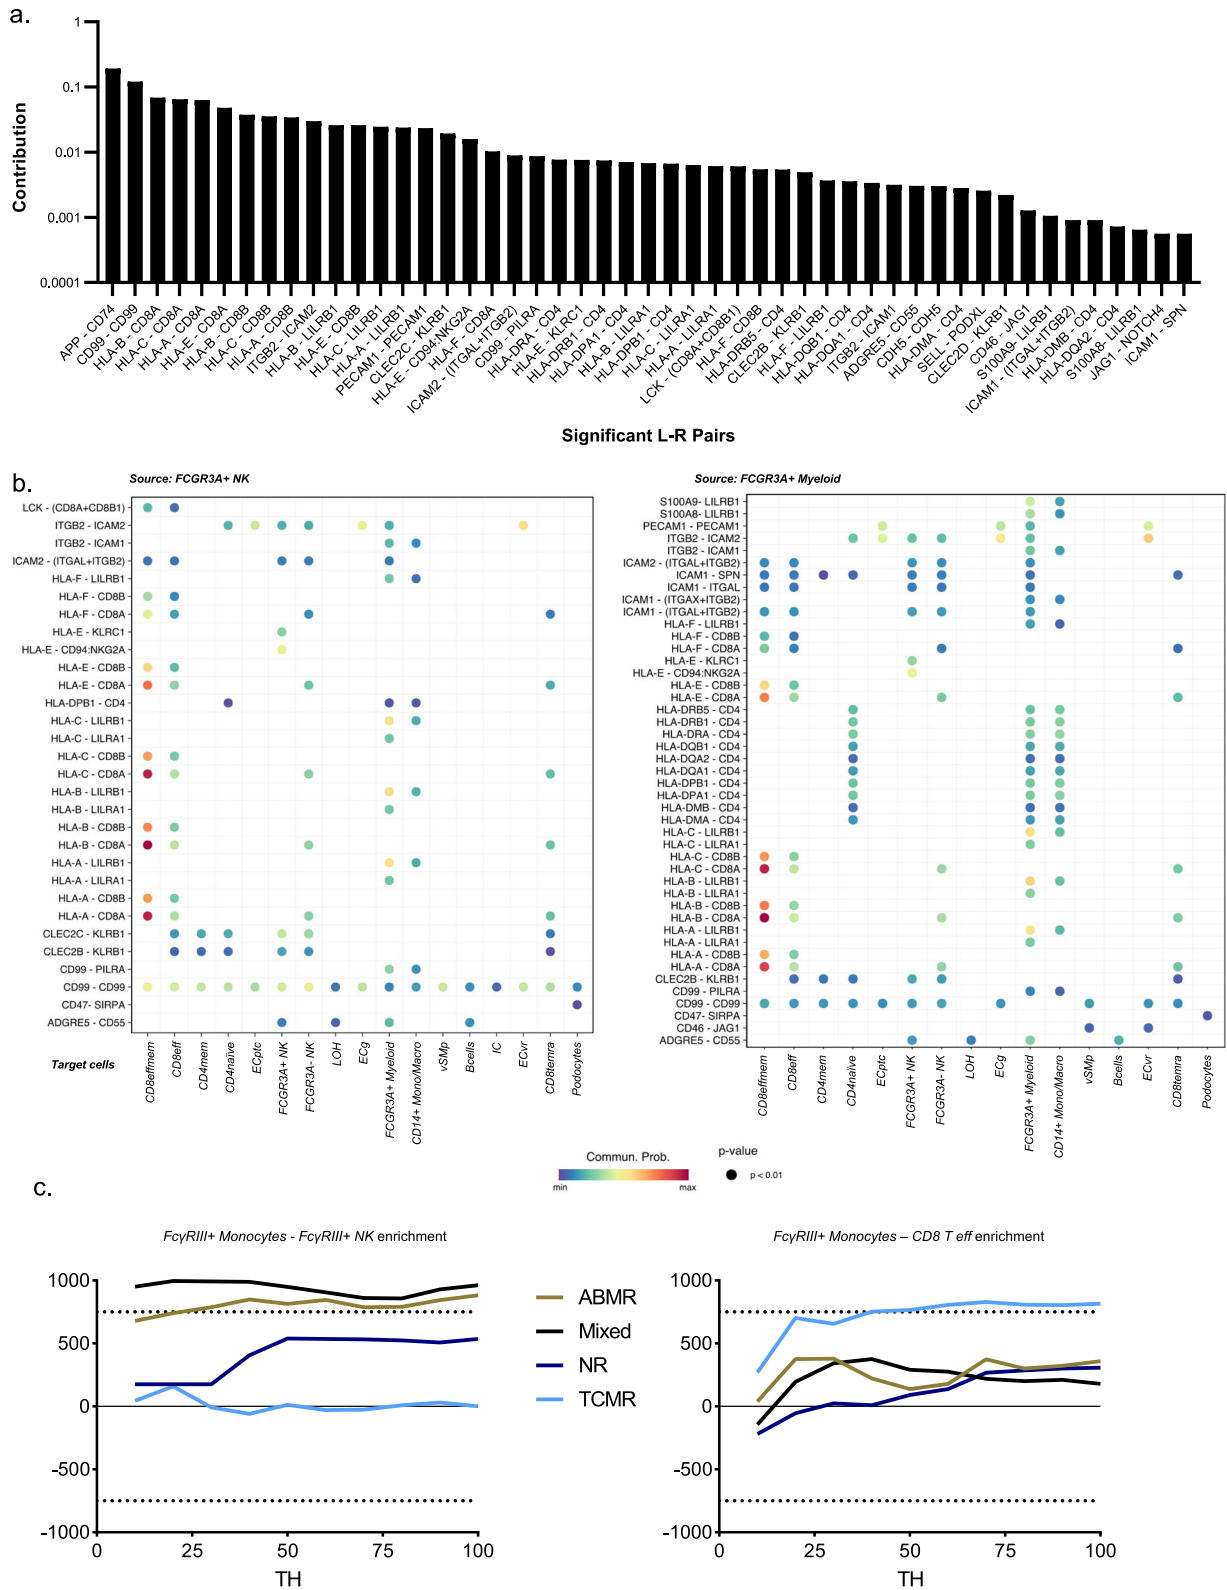 a.
1
0.1
0.01
0.001
0.0001
Contribution
APP - CD74
CD99 - CD99
HLA-B - CD8A
HLA-C - CD8A
HLA-A - CD8A
HLA-E - CD8A
HLA-B - CD8B
HLA-C - CD8B
HLA-A - CD8B
ITGB2 - ICAM2
HLA-B - LILRB1
HLA-E - CD8B
HLA-C - LILRB1
HLA-A - LILRB1
PECAM1 - PECAM1
CLEC2C - KLRB1
HLA-E - CD94:NKG2A
HLA-F - CD8A
ICAM2 - (ITGAL+ITGB2)
CD99 - PILRA
HLA-DRA - CD4
HLA-E - KLRC1
HLA-DRB1 - CD4
HLA-DPA1 - CD4
HLA-B - LILRA1
HLA-DPB1 - CD4
HLA-C - LILRA1
HLA-A - LILRA1
LCK - (CD8A+CD8B1)
HLA-F - CD8B
HLA-DRB5 - CD4
CLEC2B - KLRB1
HLA-F - LILRB1
HLA-DQB1 - CD4
HLA-DQA1 - CD4
ITGB2 - ICAM1
ADGRE5 - CD55
CDH5 - CDH5
HLA-DMA - CD4
SELL - PODXL
CLEC2D - KLRB1
CD46 - JAG1
S100A9 - LILRB1
ICAM1 - (ITGAL+ITGB2)
HLA-DMB - CD4
HLA-DQA2 - CD4
S100A8 - LILRB1
JAG1 - NOTCH4
ICAM1 - SPN
Significant L-R Pairs
b.
Source: FCGR3A+ NK
LCK - (CD8A+CD8B1)
ITGB2 - ICAM2
ITGB2 - ICAM1
ICAM2 - (ITGAL+ITGB2)
HLA-F - LILRB1
HLA-F - CD8B
HLA-F - CD8A
HLA-E - KLRC1
HLA-E - CD94:NKG2A
HLA-E - CD8B
HLA-E - CD8A
HLA-DPB1 - CD4
HLA-C - LILRB1
HLA-C - LILRA1
HLA-C - CD8B
HLA-C - CD8A
HLA-B - LILRB1
HLA-B - LILRA1
HLA-B - CD8B
HLA-B - CD8A
HLA-A - LILRB1
HLA-A - LILRA1
HLA-A - CD8B
HLA-A - CD8A
CLEC2C - KLRB1
CLEC2B - KLRB1
CD99 - PILRA
CD99 - CD99
CD47- SIRPA
ADGRE5 - CD55
Target cells
CD8effmem
CD8eff
CD4mem
CD4naïve
ECptc
FCGR3A+ NK
FCGR3A- NK
LOH
ECg
FCGR3A+ Myeloid
CD14+ Mono/Macro
vSMp
Bcells
IC
ECvr
CD8temra
Podocytes
Source: FCGR3A+ Myeloid
S100A9- LILRB1
S100A8- LILRB1
PECAM1 - PECAM1
ITGB2 - ICAM2
ITGB2 - ICAM1
ICAM2 - (ITGAL+ITGB2)
ICAM1 - SPN
ICAM1 - ITGAL
ICAM1 - (ITGAX+ITGB2)
ICAM1 - (ITGAL+ITGB2)
HLA-F - LILRB1
HLA-F - CD8B
HLA-F - CD8A
HLA-E - KLRC1
HLA-E - CD94:NKG2A
HLA-E - CD8B
HLA-E - CD8A
HLA-DRB5 - CD4
HLA-DRB1 - CD4
HLA-DRA - CD4
HLA-DQB1 - CD4
HLA-DQA2 - CD4
HLA-DQA1 - CD4
HLA-DPB1 - CD4
HLA-DPA1 - CD4
HLA-DMB - CD4
HLA-DMA - CD4
HLA-C - LILRB1
HLA-C - LILRA1
HLA-C - CD8B
HLA-C - CD8A
HLA-B - LILRB1
HLA-B - LILRA1
HLA-B - CD8B
HLA-B - CD8A
HLA-A - LILRB1
HLA-A - LILRA1
HLA-A - CD8B
HLA-A - CD8A
CLEC2B - KLRB1
CD99 - PILRA
CD99 - CD99
CD47- SIRPA
CD46 - JAG1
ADGRE5 - CD55
CD8effmem
CD8eff
CD4mem
CD4naïve
ECptc
FCGR3A+ NK
FCGR3A- NK
LOH
ECg
FCGR3A+ Myeloid
CD14+ Mono/Macro
vSMp
Bcells
ECvr
CD8temra
Podocytes
Commun. Prob.
min
max
p-value
p < 0.01
c.
FcγRIII+ Monocytes - FcγRIII+ NK enrichment
1000
500
0
-500
-1000
0
25
50
75
100
TH
ABMR
Mixed
NR
TCMR
FcγRIII+ Monocytes – CD8 T eff enrichment
1000
500
0
-500
-1000
0
25
50
75
100
TH